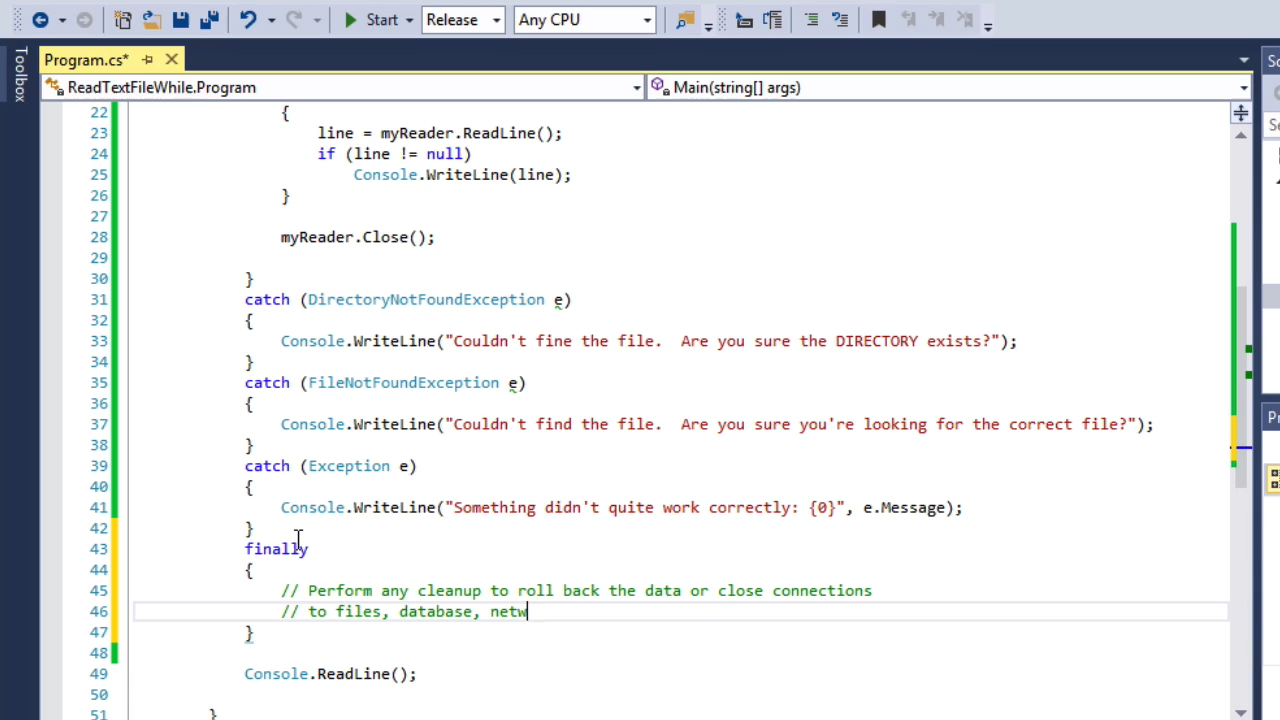 Start Release Any CPU
Toolbox
Program.cs*
ReadTextFileWhile.Program Main(string[] args)
22 {
23 line = myReader.ReadLine();
24 if (line != null)
25 Console.WriteLine(line);
26 }
27
28 myReader.Close();
29
30 }
31 catch (DirectoryNotFoundException e)
32 {
33 Console.WriteLine("Couldn't fine the file.  Are you sure the DIRECTORY exists?");
34 }
35 catch (FileNotFoundException e)
36 {
37 Console.WriteLine("Couldn't find the file.  Are you sure you're looking for the correct file?");
38 }
39 catch (Exception e)
40 {
41 Console.WriteLine("Something didn't quite work correctly: {0}", e.Message);
42 }
43 finally
44 {
45 // Perform any cleanup to roll back the data or close connections
46 // to files, database, netw
47 }
48
49 Console.ReadLine();
50
51 }